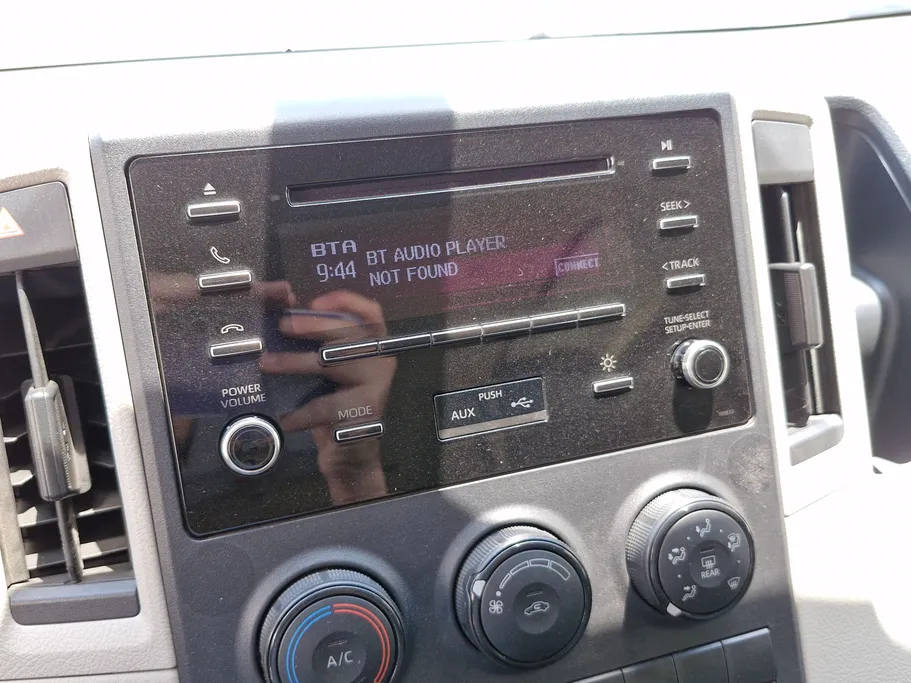 BTA
9:44
BT AUDIO PLAYER
NOT FOUND
CONNECT
SEEK >
< TRACK
TUNE•SELECT
SETUP•ENTER
POWER
VOLUME
MODE
PUSH
AUX
A/C
REAR